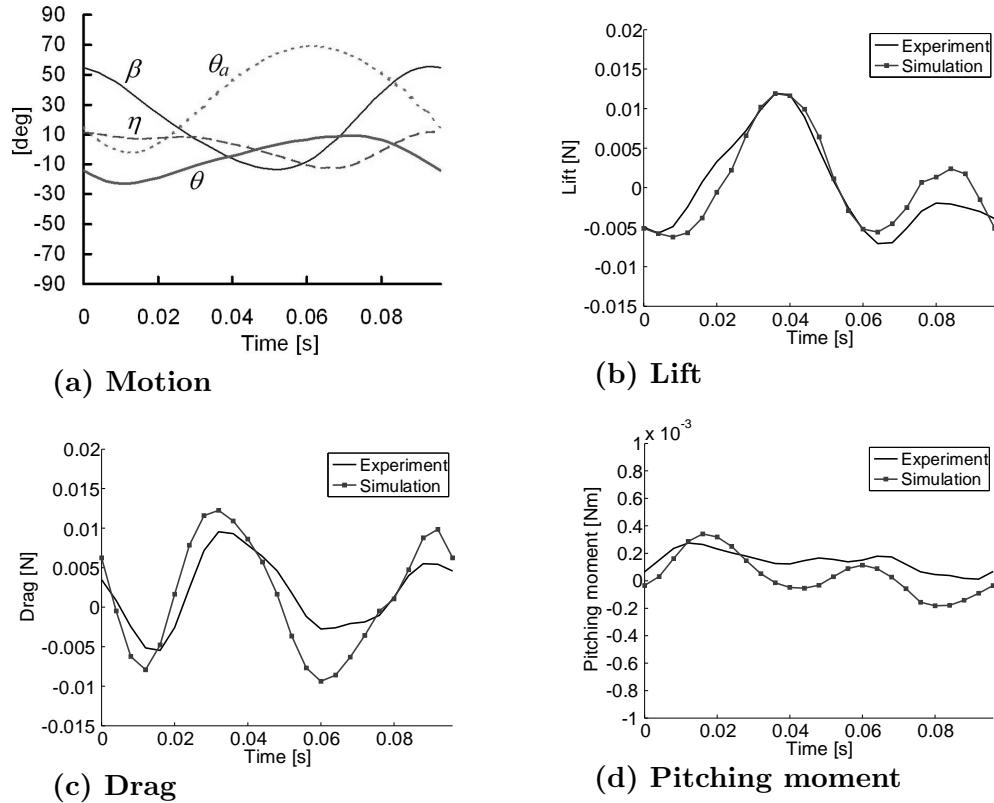 90
70
50
30
10
-10
-30
-50
-70
-90
[deg]
β
θa
η
θ
0 0.02 0.04 0.06 0.08
Time [s]
(a) Motion
0.02
0.015
0.01
0.005
0
-0.005
-0.01
-0.015
Lift [N]
Experiment
Simulation
0 0.02 0.04 0.06 0.08
Time [s]
(b) Lift
0.02
0.015
0.01
0.005
0
-0.005
-0.01
-0.015
Drag [N]
Experiment
Simulation
0 0.02 0.04 0.06 0.08
Time [s]
(c) Drag
x 10-3
1
0.8
0.6
0.4
0.2
0
-0.2
-0.4
-0.6
-0.8
-1
Pitching moment [Nm]
Experiment
Simulation
0 0.02 0.04 0.06 0.08
Time [s]
(d) Pitching moment